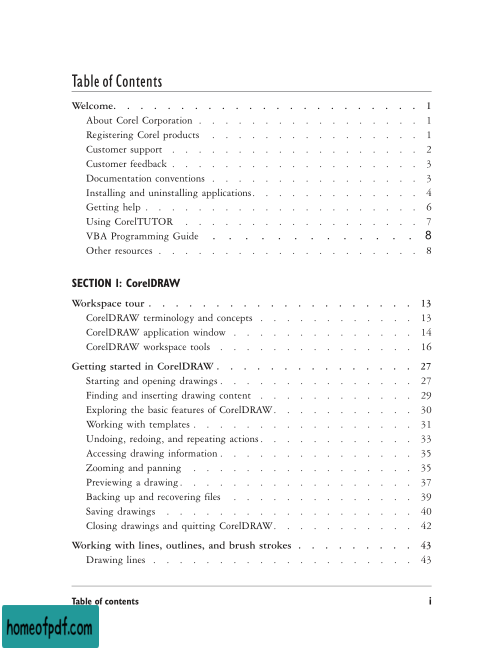 Table of Contents
Welcome. . . . . . . . . . . . . . . . . . . . . . . 1
About Corel Corporation . . . . . . . . . . . . . . . . . 1
Registering Corel products . . . . . . . . . . . . . . . . 1
Customer support . . . . . . . . . . . . . . . . . . . 2
Customer feedback . . . . . . . . . . . . . . . . . . . 3
Documentation conventions . . . . . . . . . . . . . . . . 3
Installing and uninstalling applications. . . . . . . . . . . . . 4
Getting help . . . . . . . . . . . . . . . . . . . . . 6
Using CorelTUTOR . . . . . . . . . . . . . . . . . . 7
VBA Programming Guide . . . . . . . . . . . . . 8
Other resources . . . . . . . . . . . . . . . . . . . . 8
SECTION I: CorelDRAW
Workspace tour . . . . . . . . . . . . . . . . . . . . 13
CorelDRAW terminology and concepts . . . . . . . . . . . . 13
CorelDRAW application window . . . . . . . . . . . . . . 14
CorelDRAW workspace tools . . . . . . . . . . . . . . . 16
Getting started in CorelDRAW . . . . . . . . . . . . . . . 27
Starting and opening drawings . . . . . . . . . . . . . . . 27
Finding and inserting drawing content . . . . . . . . . . . . 29
Exploring the basic features of CorelDRAW. . . . . . . . . . . 30
Working with templates . . . . . . . . . . . . . . . . . 31
Undoing, redoing, and repeating actions . . . . . . . . . . . . 33
Accessing drawing information . . . . . . . . . . . . . . . 35
Zooming and panning . . . . . . . . . . . . . . . . . 35
Previewing a drawing. . . . . . . . . . . . . . . . . . 37
Backing up and recovering files . . . . . . . . . . . . . . 39
Saving drawings . . . . . . . . . . . . . . . . . . . 40
Closing drawings and quitting CorelDRAW. . . . . . . . . . . 42
Working with lines, outlines, and brush strokes . . . . . . . . . 43
Drawing lines . . . . . . . . . . . . . . . . . . . . 43
Table of contents i
homeofpdf.com